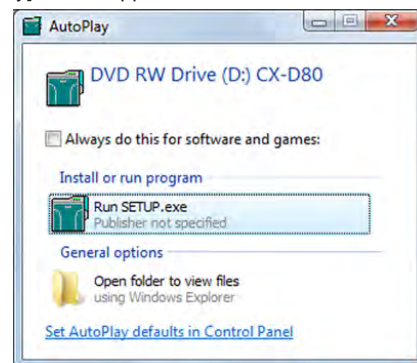 AutoPlay
DVD RW Drive (D:) CX-D80
Always do this for software and games:
Install or run program
Run SETUP.exe
Publisher not specified
General options
Open folder to view files
using Windows Explorer
Set AutoPlay defaults in Control Panel